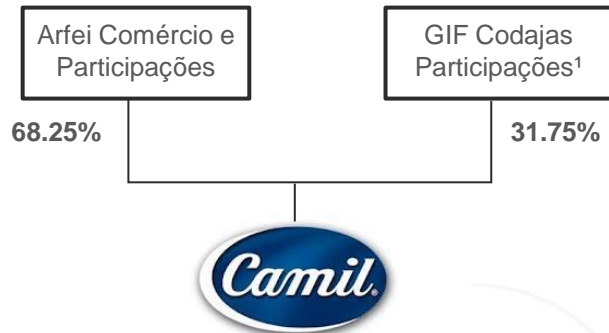 Arfei Comércio e
Participações
GIF Codajas
Participações¹
68.25%
31.75%
Camil®